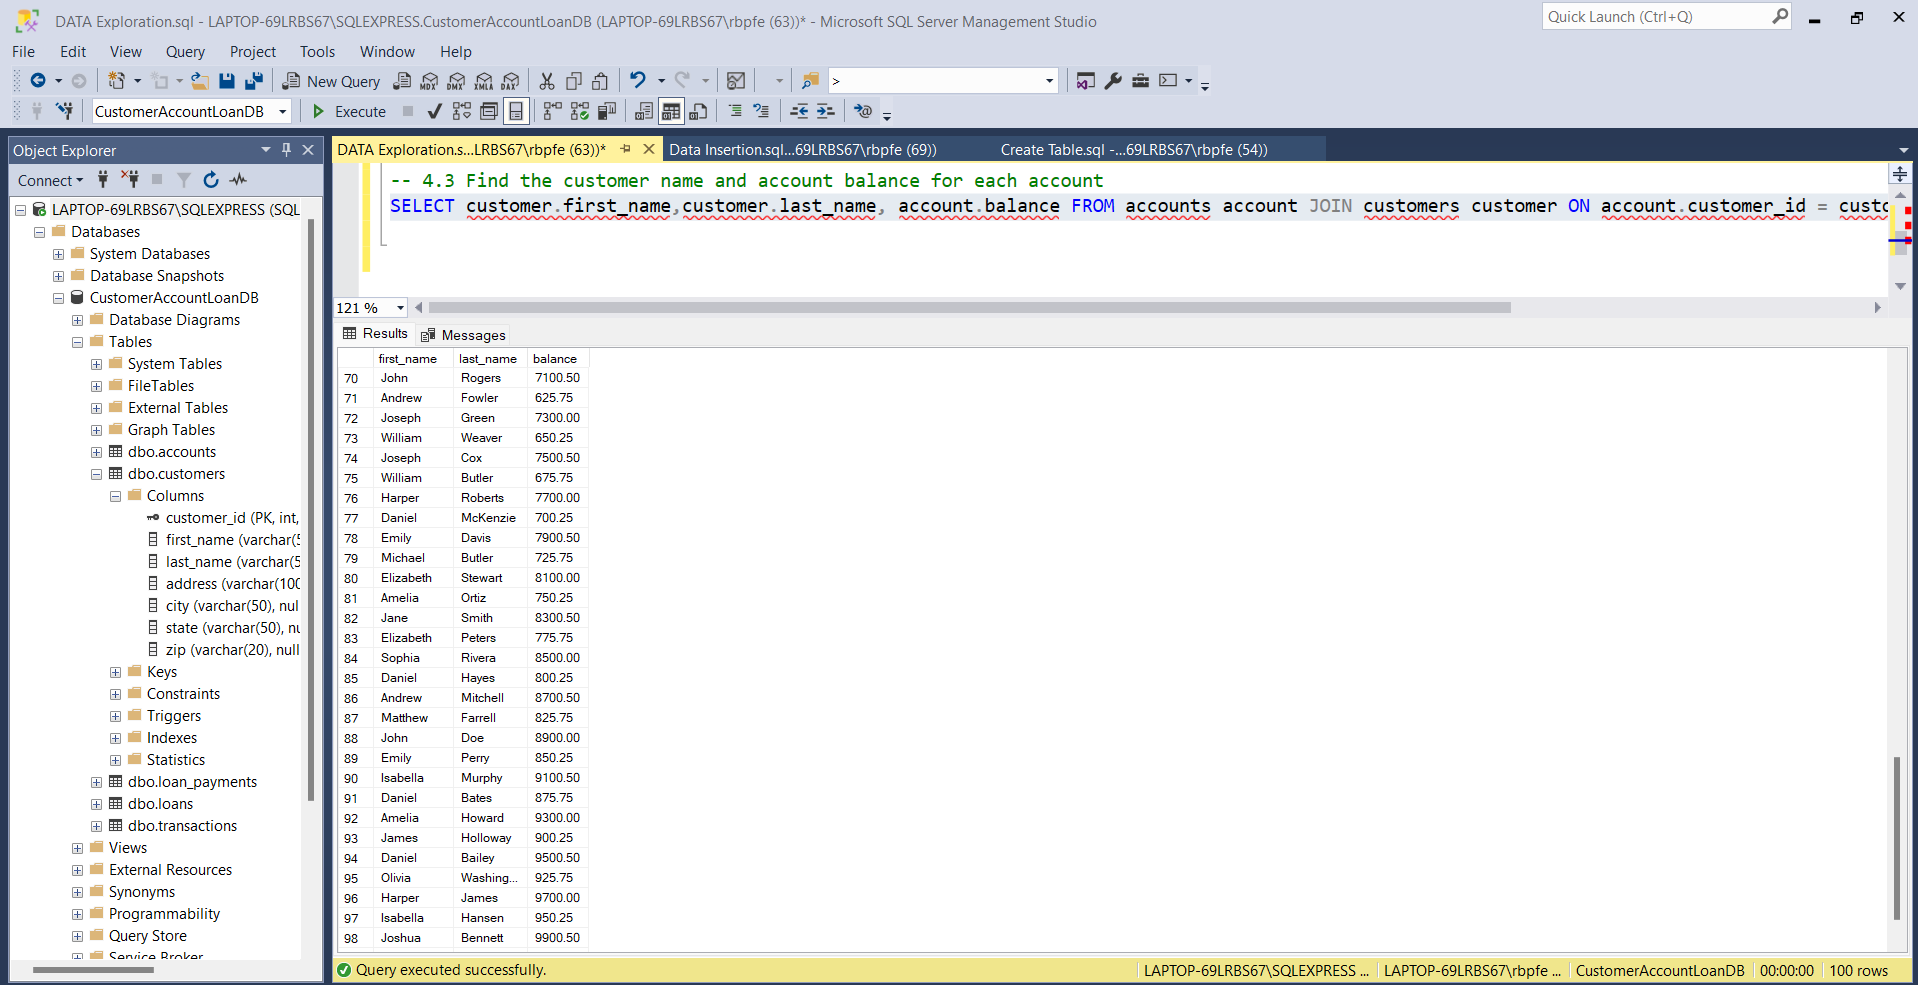 DATA Exploration.sql - LAPTOP-69LRBS67\SQLEXPRESS.CustomerAccountLoanDB (LAPTOP-69LRBS67\rbpfe (63))* - Microsoft SQL Server Management Studio
Quick Launch (Ctrl+Q)
File Edit View Query Project Tools Window Help
New Query MDX DMX XMLA DAX >
CustomerAccountLoanDB Execute
Object Explorer
Connect
LAPTOP-69LRBS67\SQLEXPRESS (SQL
Databases
System Databases
Database Snapshots
CustomerAccountLoanDB
Database Diagrams
Tables
System Tables
FileTables
External Tables
Graph Tables
dbo.accounts
dbo.customers
Columns
customer_id (PK, int,
first_name (varchar(5
last_name (varchar(5
address (varchar(100
city (varchar(50), nul
state (varchar(50), nu
zip (varchar(20), null
Keys
Constraints
Triggers
Indexes
Statistics
dbo.loan_payments
dbo.loans
dbo.transactions
Views
External Resources
Synonyms
Programmability
Query Store
Service Broker
DATA Exploration.s...LRBS67\rbpfe (63))* Data Insertion.sql...69LRBS67\rbpfe (69)) Create Table.sql -...69LRBS67\rbpfe (54))
-- 4.3 Find the customer name and account balance for each account
SELECT customer.first_name,customer.last_name, account.balance FROM accounts account JOIN customers customer ON account.customer_id = custo
121 %
Results Messages
first_name last_name balance
70 John Rogers 7100.50
71 Andrew Fowler 625.75
72 Joseph Green 7300.00
73 William Weaver 650.25
74 Joseph Cox 7500.50
75 William Butler 675.75
76 Harper Roberts 7700.00
77 Daniel McKenzie 700.25
78 Emily Davis 7900.50
79 Michael Butler 725.75
80 Elizabeth Stewart 8100.00
81 Amelia Ortiz 750.25
82 Jane Smith 8300.50
83 Elizabeth Peters 775.75
84 Sophia Rivera 8500.00
85 Daniel Hayes 800.25
86 Andrew Mitchell 8700.50
87 Matthew Farrell 825.75
88 John Doe 8900.00
89 Emily Perry 850.25
90 Isabella Murphy 9100.50
91 Daniel Bates 875.75
92 Amelia Howard 9300.00
93 James Holloway 900.25
94 Daniel Bailey 9500.50
95 Olivia Washing... 925.75
96 Harper James 9700.00
97 Isabella Hansen 950.25
98 Joshua Bennett 9900.50
Query executed successfully. LAPTOP-69LRBS67\SQLEXPRESS ... LAPTOP-69LRBS67\rbpfe ... CustomerAccountLoanDB 00:00:00 100 rows